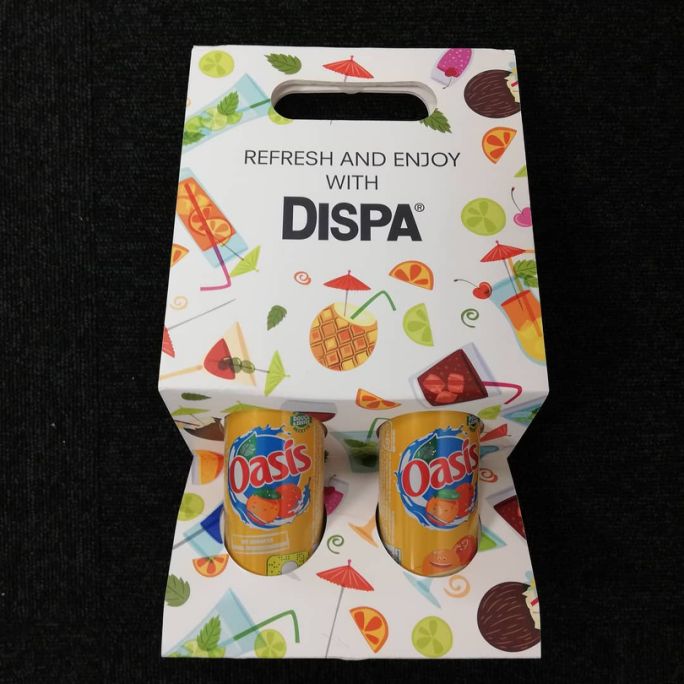 REFRESH AND ENJOY
WITH
DISPA®
Oasis
Oasis